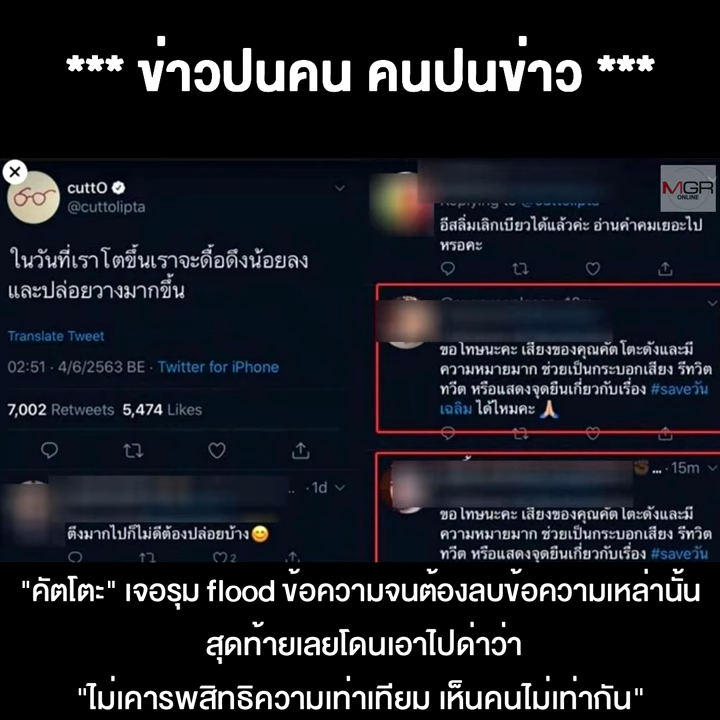 *** ข่าวปนคน คนปนข่าว ***
cuttO
@cuttolipta
ในวันที่เราโตขึ้นเราจะดื้อดึงน้อยลง
และปล่อยวางมากขึ้น
Translate Tweet
02:51 · 4/6/2563 BE · Twitter for iPhone
7,002 Retweets 5,474 Likes
.. · 1d
ตึงมากไปก็ไม่ดีต้องปล่อยบ้าง😊
2
MGR
ONLINE
Replying to @cuttolipta
อีสลิ่มเลิกเบียวได้แล้วค่ะ อ่านคำคมเยอะไป
หรอคะ
ขอโทษนะคะ เสียงของคุณคัตโตะดังและมี
ความหมายมาก ช่วยเป็นกระบอกเสียง รีทวิต
ทวีต หรือแสดงจุดยืนเกี่ยวกับเรื่อง #saveวัน
เฉลิม ได้ไหมคะ 🙏🏻
... · 15m
ขอโทษนะคะ เสียงของคุณคัตโตะดังและมี
ความหมายมาก ช่วยเป็นกระบอกเสียง รีทวิต
ทวีต หรือแสดงจุดยืนเกี่ยวกับเรื่อง #saveวัน
"คัตโตะ" เจอรุม flood ข้อความจนต้องลบข้อความเหล่านั้น
สุดท้ายเลยโดนเอาไปด่าว่า
"ไม่เคารพสิทธิความเท่าเทียม เห็นคนไม่เท่ากัน"